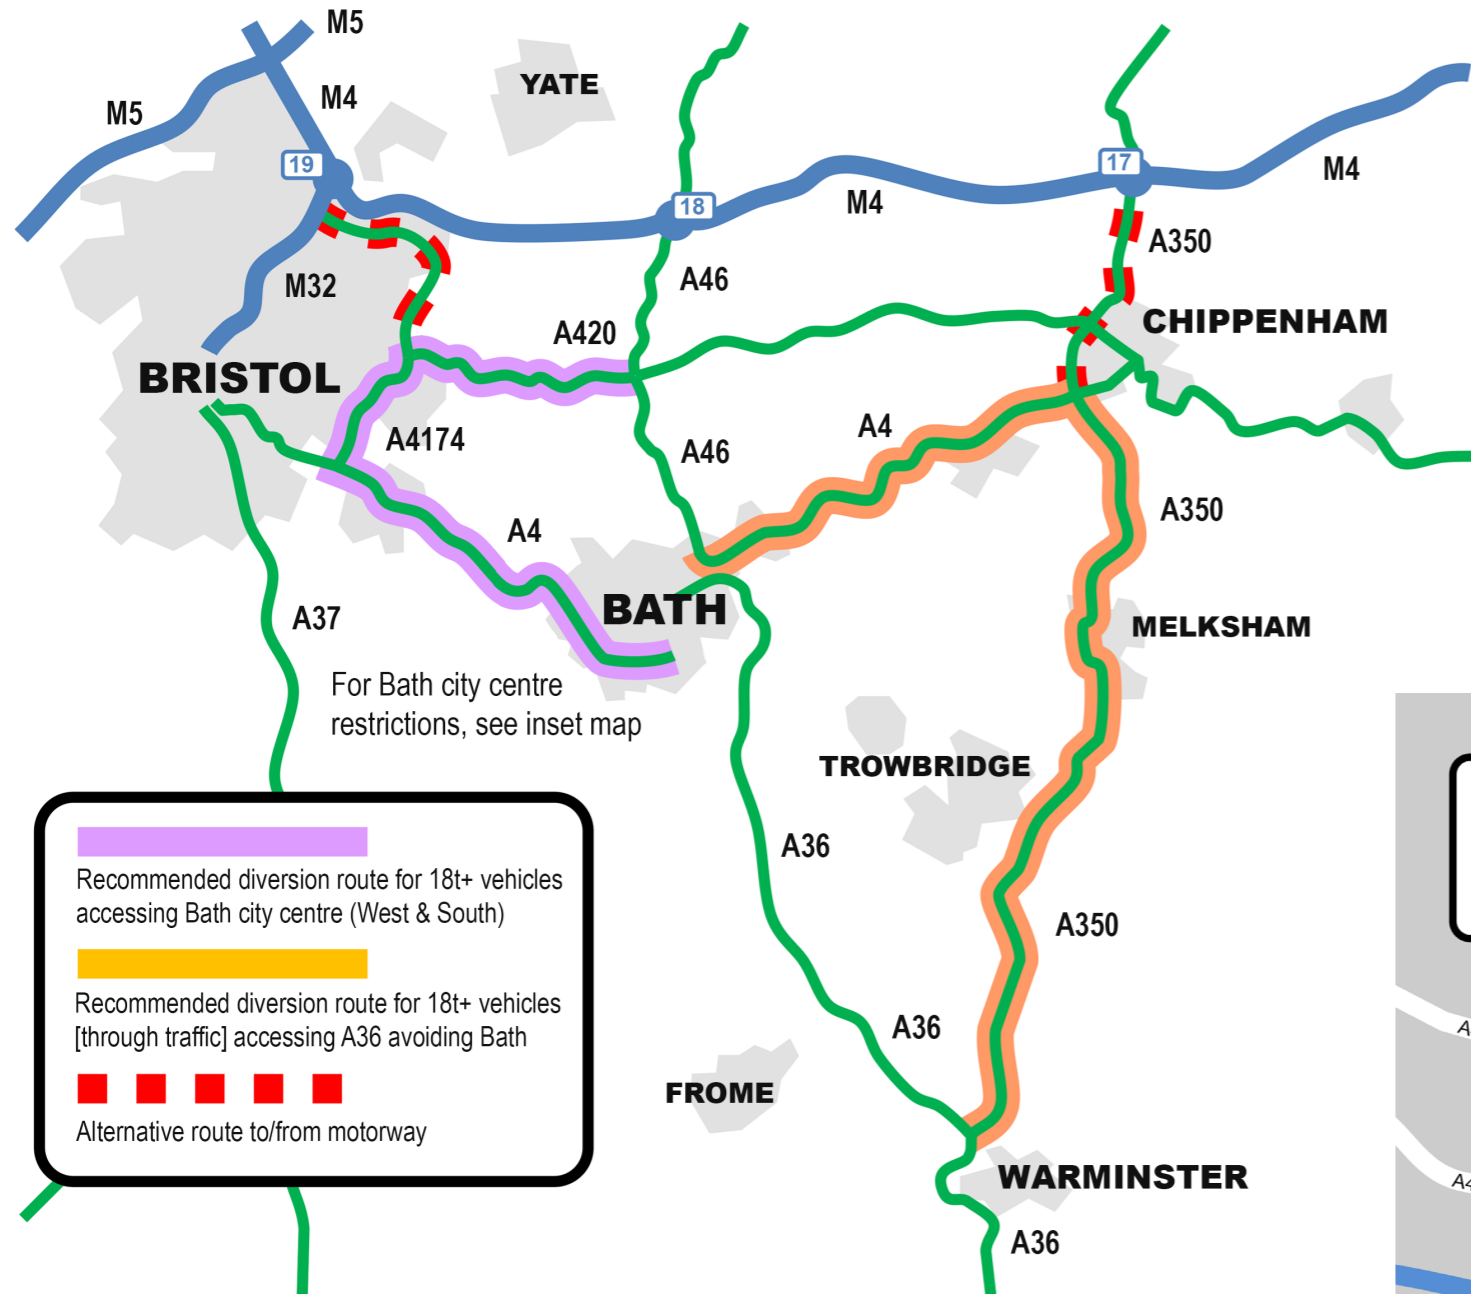 M5
YATE
M4
M5
19
17
M4
18
M4
A350
A46
M32
CHIPPENHAM
A420
BRISTOL
A4
A4174
A46
A350
A4
BATH
A37
MELKSHAM
For Bath city centre
restrictions, see inset map
TROWBRIDGE
A36
Recommended diversion route for 18t+ vehicles
accessing Bath city centre (West & South)
A350
Recommended diversion route for 18t+ vehicles
[through traffic] accessing A36 avoiding Bath
A36
FROME
Alternative route to/from motorway
WARMINSTER
A36